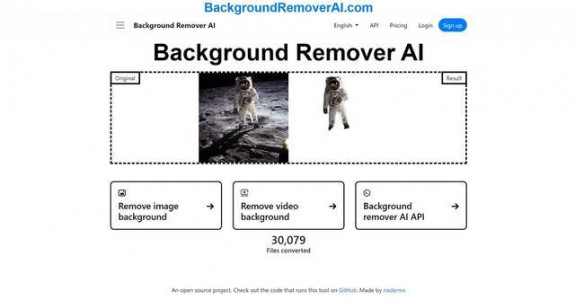 BackgroundRemoverAI.com
Background Remover AI
English API Pricing Login Sign up
Background Remover AI
Original Result
Remove image background
Remove video background
Background remover AI API
30,079
Files converted
An open source project. Check out the code that runs this tool on GitHub. Made by nadermx